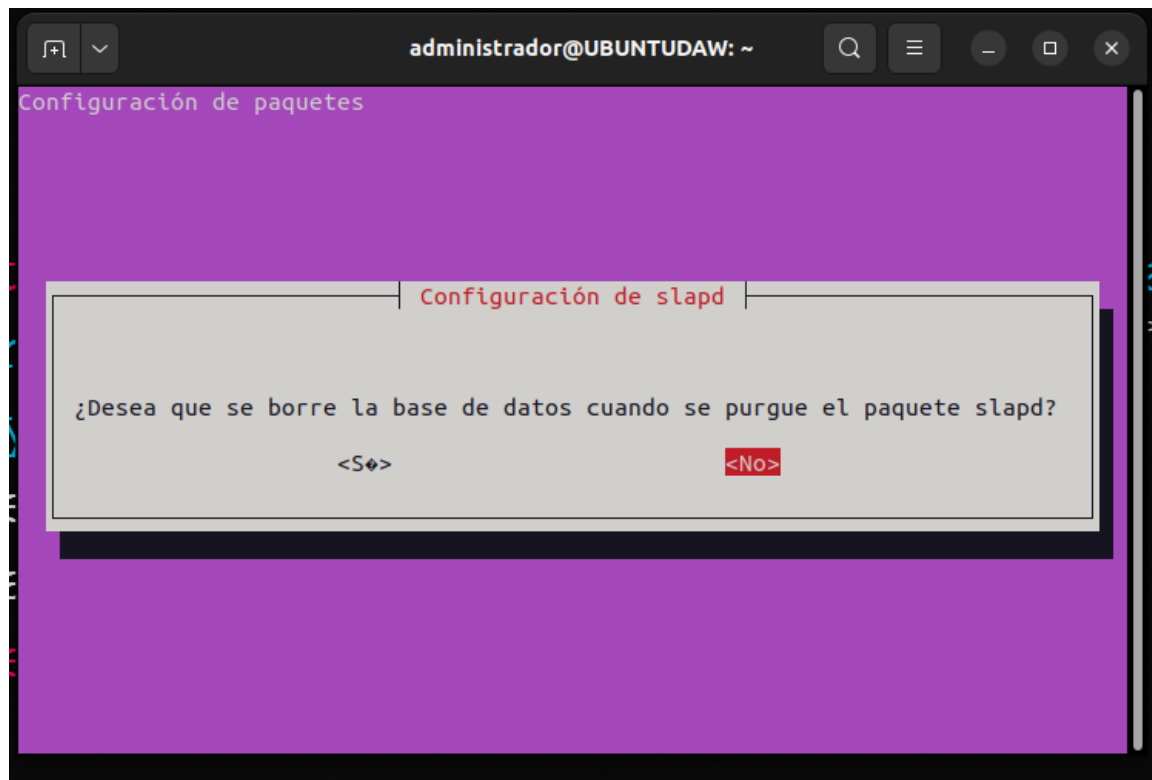 administrador@UBUNTUDAW: ~
Configuración de paquetes
Configuración de slapd
¿Desea que se borre la base de datos cuando se purgue el paquete slapd?
<S�> <No>